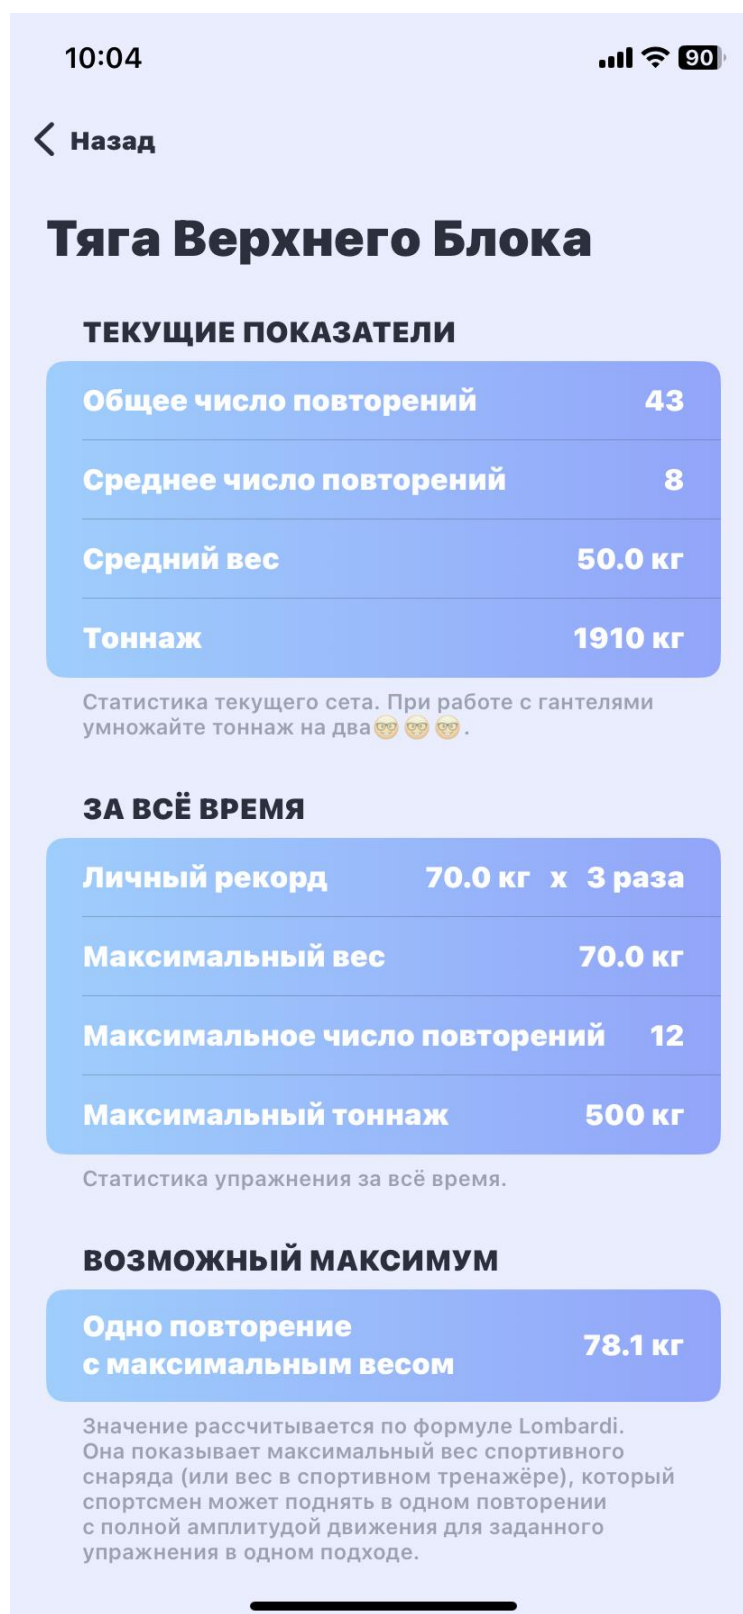 10:04
90
Назад
Тяга Верхнего Блока
ТЕКУЩИЕ ПОКАЗАТЕЛИ
Общее число повторений 43
Среднее число повторений 8
Средний вес 50.0 кг
Тоннаж 1910 кг
Статистика текущего сета. При работе с гантелями
умножайте тоннаж на два🤓 🤓 🤓.
ЗА ВСЁ ВРЕМЯ
Личный рекорд 70.0 кг x 3 раза
Максимальный вес 70.0 кг
Максимальное число повторений 12
Максимальный тоннаж 500 кг
Статистика упражнения за всё время.
ВОЗМОЖНЫЙ МАКСИМУМ
Одно повторение
с максимальным весом 78.1 кг
Значение рассчитывается по формуле Lombardi.
Она показывает максимальный вес спортивного
снаряда (или вес в спортивном тренажёре), который
спортсмен может поднять в одном повторении
с полной амплитудой движения для заданного
упражнения в одном подходе.